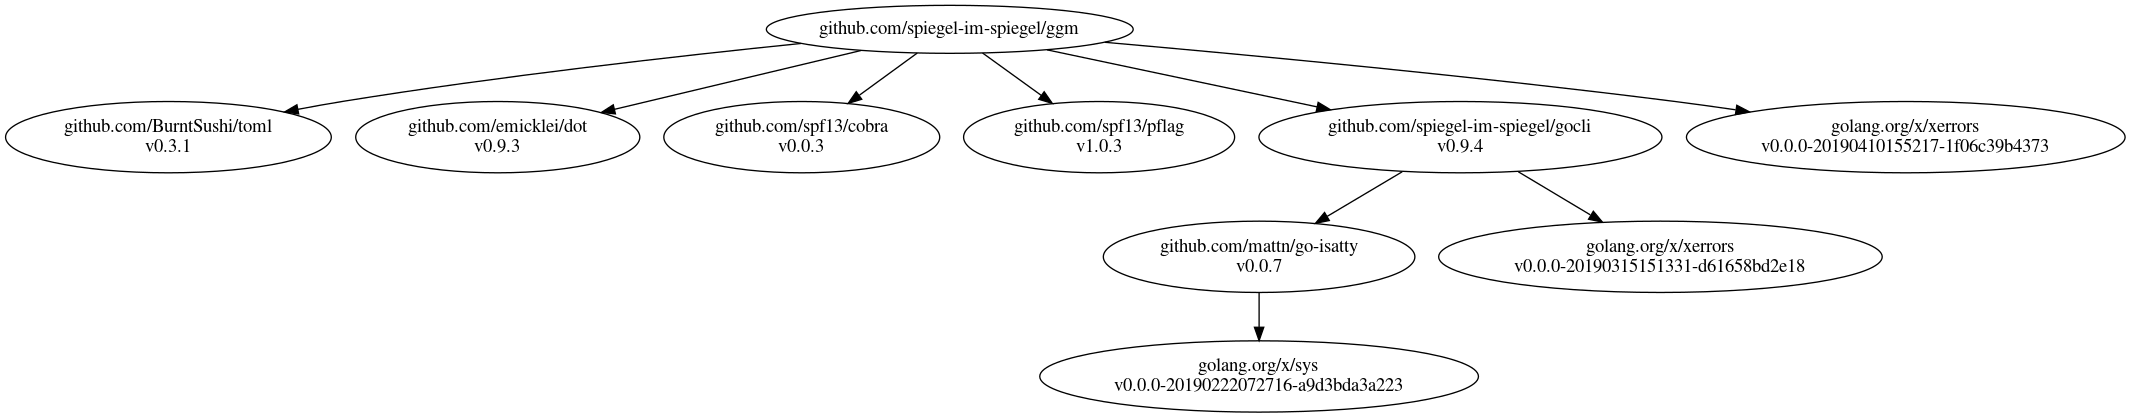 github.com/spiegel-im-spiegel/ggm
github.com/BurntSushi/toml
v0.3.1
github.com/emicklei/dot
v0.9.3
github.com/spf13/cobra
v0.0.3
github.com/spf13/pflag
v1.0.3
github.com/spiegel-im-spiegel/gocli
v0.9.4
golang.org/x/xerrors
v0.0.0-20190410155217-1f06c39b4373
github.com/mattn/go-isatty
v0.0.7
golang.org/x/xerrors
v0.0.0-20190315151331-d61658bd2e18
golang.org/x/sys
v0.0.0-20190222072716-a9d3bda3a223